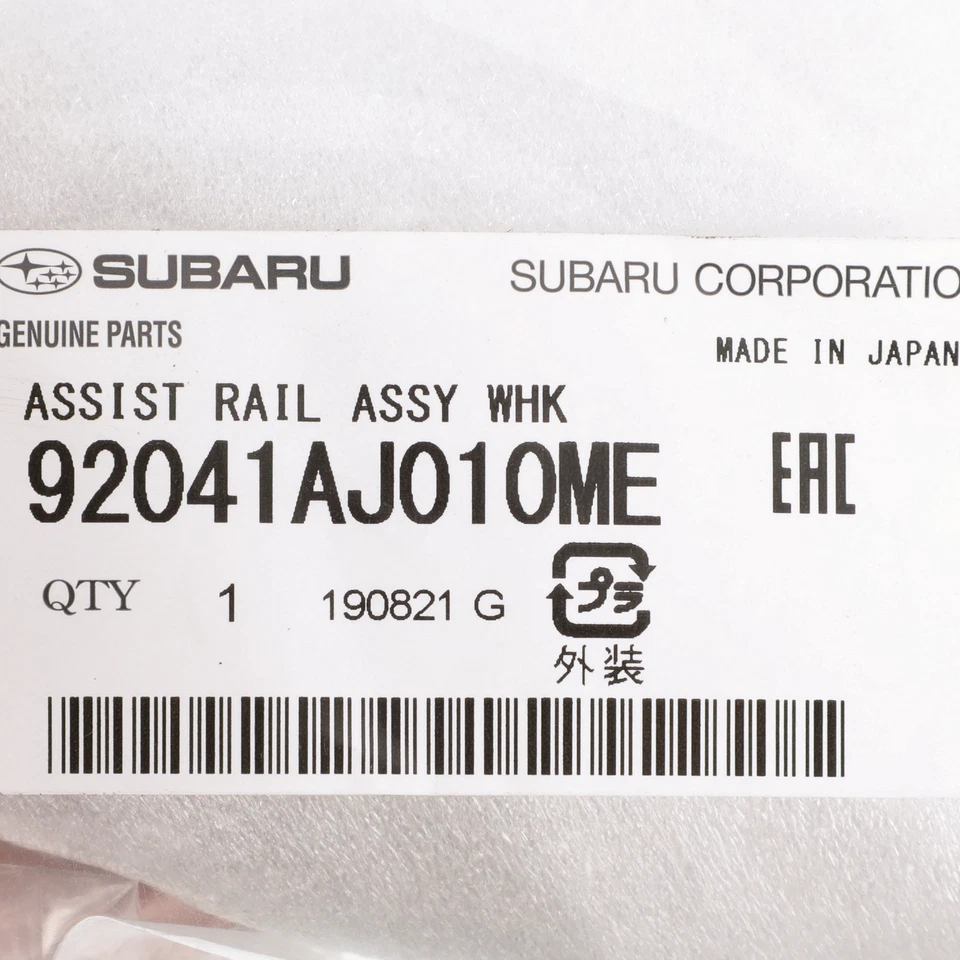 SUBARU SUBARU CORPORATIO
GENUINE PARTS
MADE IN JAPAN
ASSIST RAIL ASSY WHK
92041AJ010ME EAC
QTY 1 190821 G プラ
外装